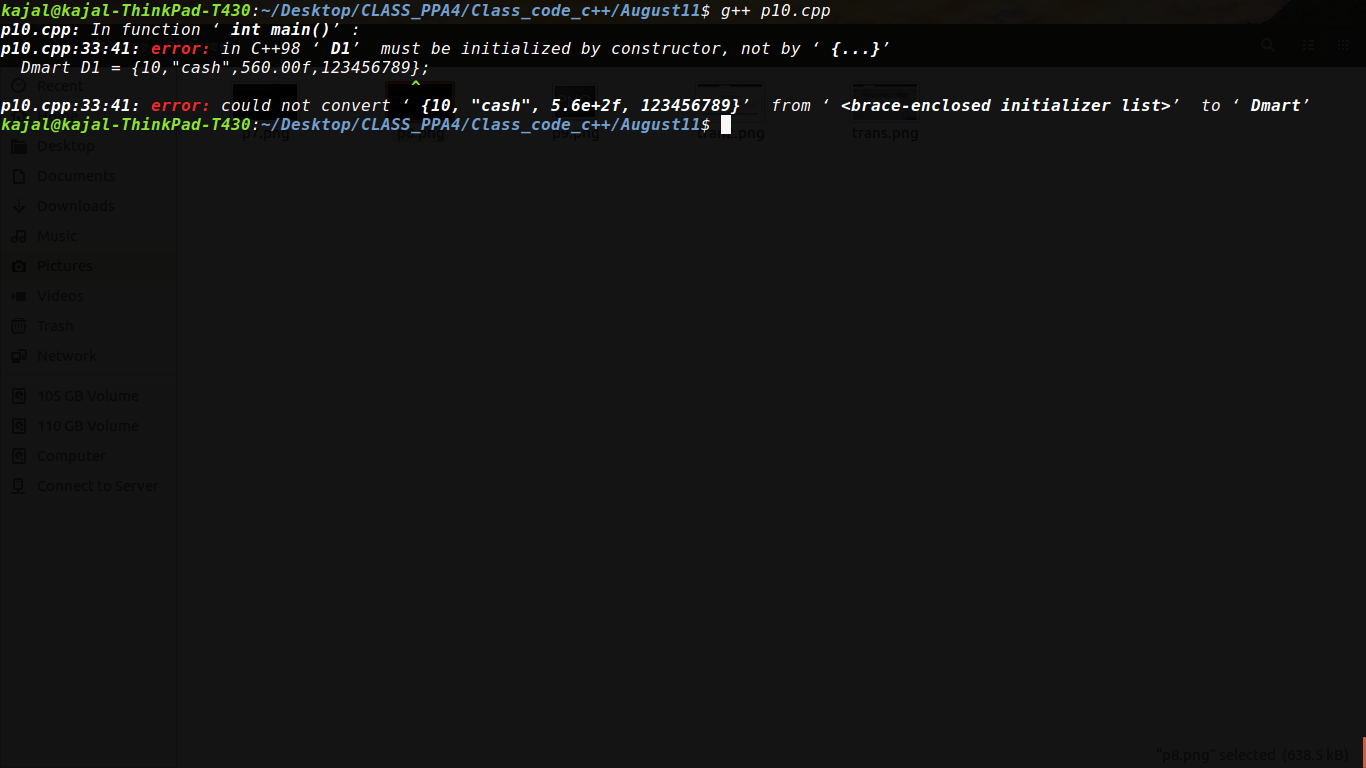 kajal@kajal-ThinkPad-T430:~/Desktop/CLASS_PPA4/Class_code_c++/August11$ g++ p10.cpp
p10.cpp: In function ‘ int main()’ :
p10.cpp:33:41: error: in C++98 ‘ D1’  must be initialized by constructor, not by ‘ {...}’
  Dmart D1 = {10,"cash",560.00f,123456789};
                                         ^
p10.cpp:33:41: error: could not convert ‘ {10, "cash", 5.6e+2f, 123456789}’  from ‘ <brace-enclosed initializer list>’  to ‘ Dmart’
kajal@kajal-ThinkPad-T430:~/Desktop/CLASS_PPA4/Class_code_c++/August11$
Recent
p7.png
trans.png
Desktop
Documents
Downloads
Music
Pictures
Videos
Trash
Network
105 GB Volume
110 GB Volume
Computer
Connect to Server
"p8.png" selected (638.5 kB)